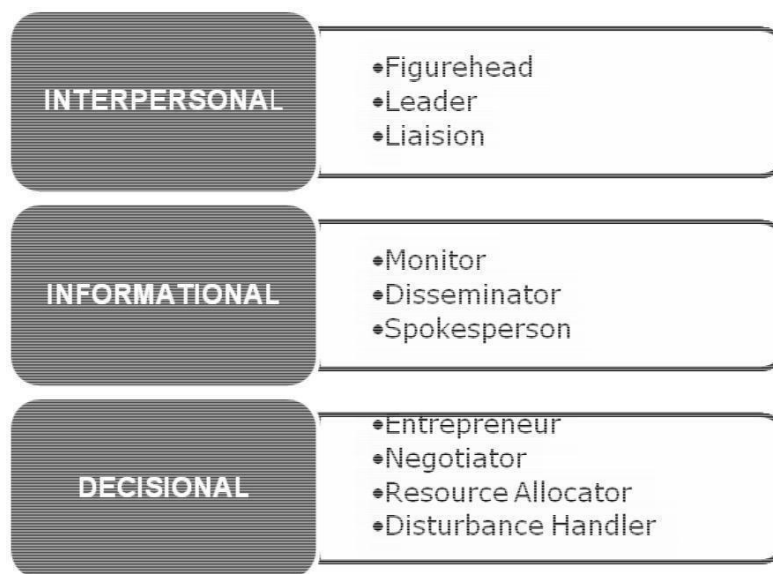 INTERPERSONAL
•Figurehead
•Leader
•Liaision
INFORMATIONAL
•Monitor
•Disseminator
•Spokesperson
DECISIONAL
•Entrepreneur
•Negotiator
•Resource Allocator
•Disturbance Handler